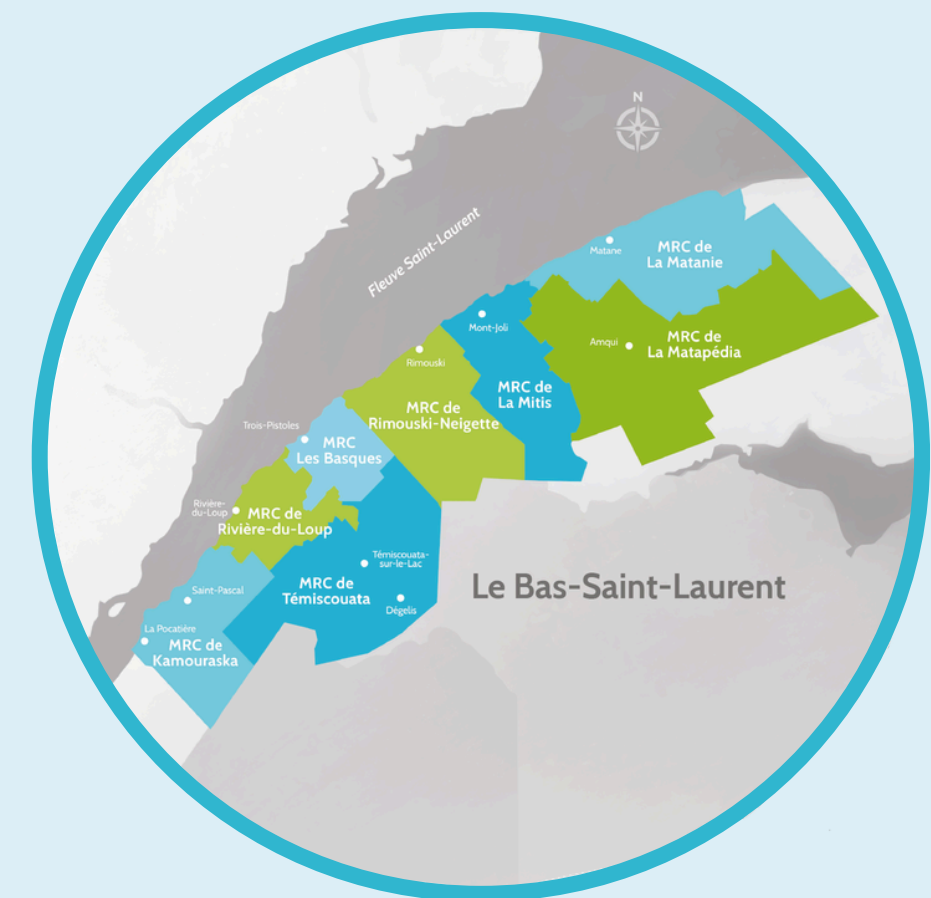 N
Fleuve Saint-Laurent
Matane
MRC de
La Matanie
Mont-Joli
Amqui
MRC de
La Matapédia
Rimouski
MRC de
La Mitis
MRC de
Rimouski-Neigette
Trois-Pistoles
MRC
Les Basques
Rivière-
du-Loup
MRC de
Rivière-du-Loup
Témiscouata-
sur-le-Lac
MRC de
Témiscouata
Dégelis
Le Bas-Saint-Laurent
Saint-Pascal
La Pocatière
MRC de
Kamouraska